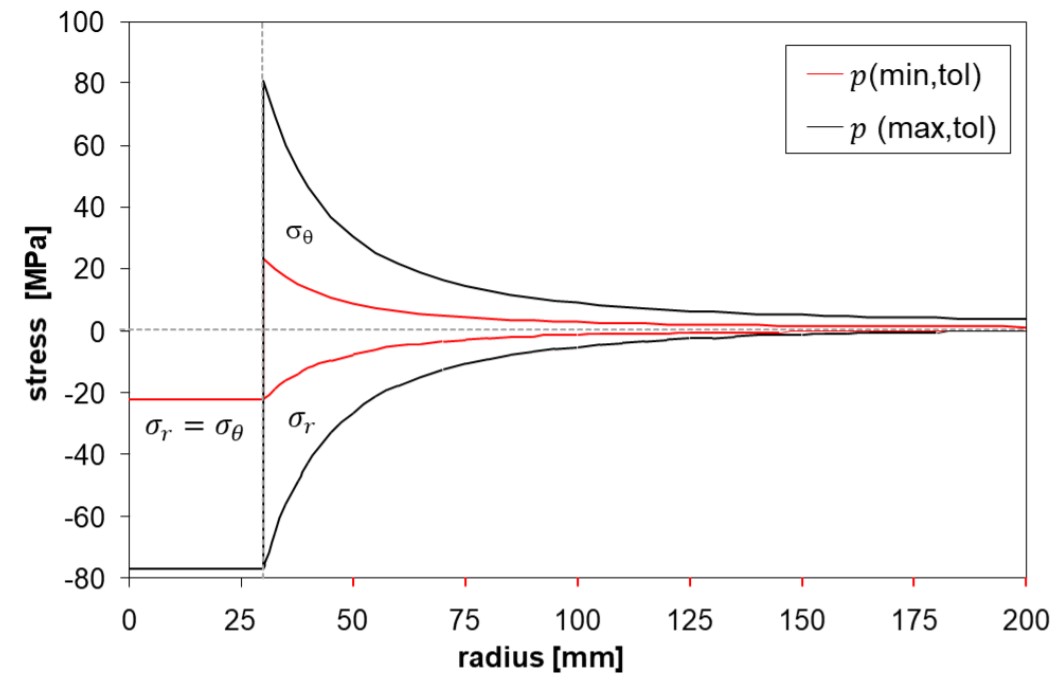 100
80
60
40
20
0
-20
-40
-60
-80
stress [MPa]
p(min,tol)
p (max,tol)
σθ
σr = σθ
σr
0 25 50 75 100 125 150 175 200
radius [mm]